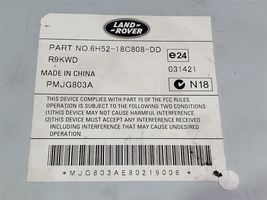 LAND-
ROVER
PART NO.6H52-18C808-DD
R9KWD
e24
031421
MADE IN CHINA
PMJG803A
N18
THIS DEVICE COMPLIES WITH PART 15 OF THE FCC RULES
OPERATION IS SUBJECT TO THE FOLLOWING TWO CONDITIONS:
(1)THIS DEVICE MAY NOT CAUSE HARMFUL INTERFERENCE,AND
(2)THIS DEVICE MUST ACCEPT ANY INTERFERENCE RECEIVED,
INCLUDING INTERFERENCE THAT MAY CAUSE UNDESIRED
OPERATION.
*MJG803AE80219006*